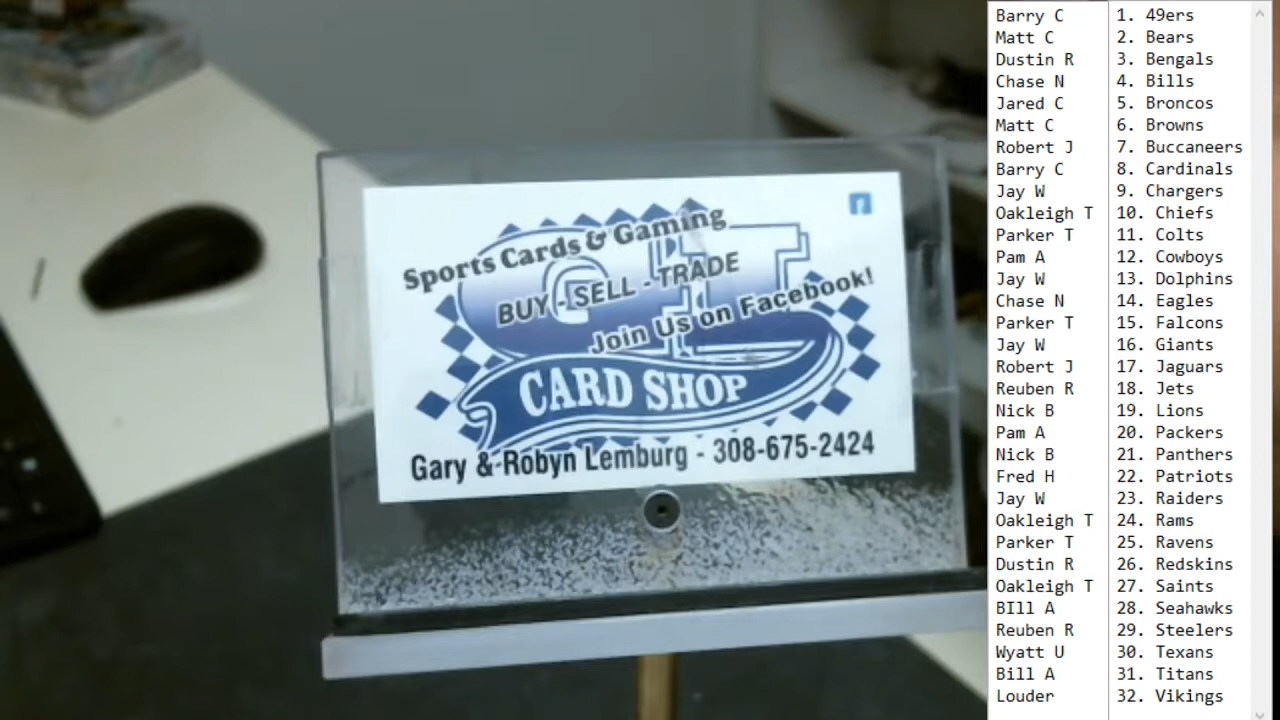 Sports Cards & Gaming
BUY - SELL - TRADE
Join Us on Facebook!
CARD SHOP
Gary & Robyn Lemburg - 308-675-2424
Barry C 1. 49ers
Matt C 2. Bears
Dustin R 3. Bengals
Chase N 4. Bills
Jared C 5. Broncos
Matt C 6. Browns
Robert J 7. Buccaneers
Barry C 8. Cardinals
Jay W 9. Chargers
Oakleigh T 10. Chiefs
Parker T 11. Colts
Pam A 12. Cowboys
Jay W 13. Dolphins
Chase N 14. Eagles
Parker T 15. Falcons
Jay W 16. Giants
Robert J 17. Jaguars
Reuben R 18. Jets
Nick B 19. Lions
Pam A 20. Packers
Nick B 21. Panthers
Fred H 22. Patriots
Jay W 23. Raiders
Oakleigh T 24. Rams
Parker T 25. Ravens
Dustin R 26. Redskins
Oakleigh T 27. Saints
BIll A 28. Seahawks
Reuben R 29. Steelers
Wyatt U 30. Texans
Bill A 31. Titans
Louder 32. Vikings